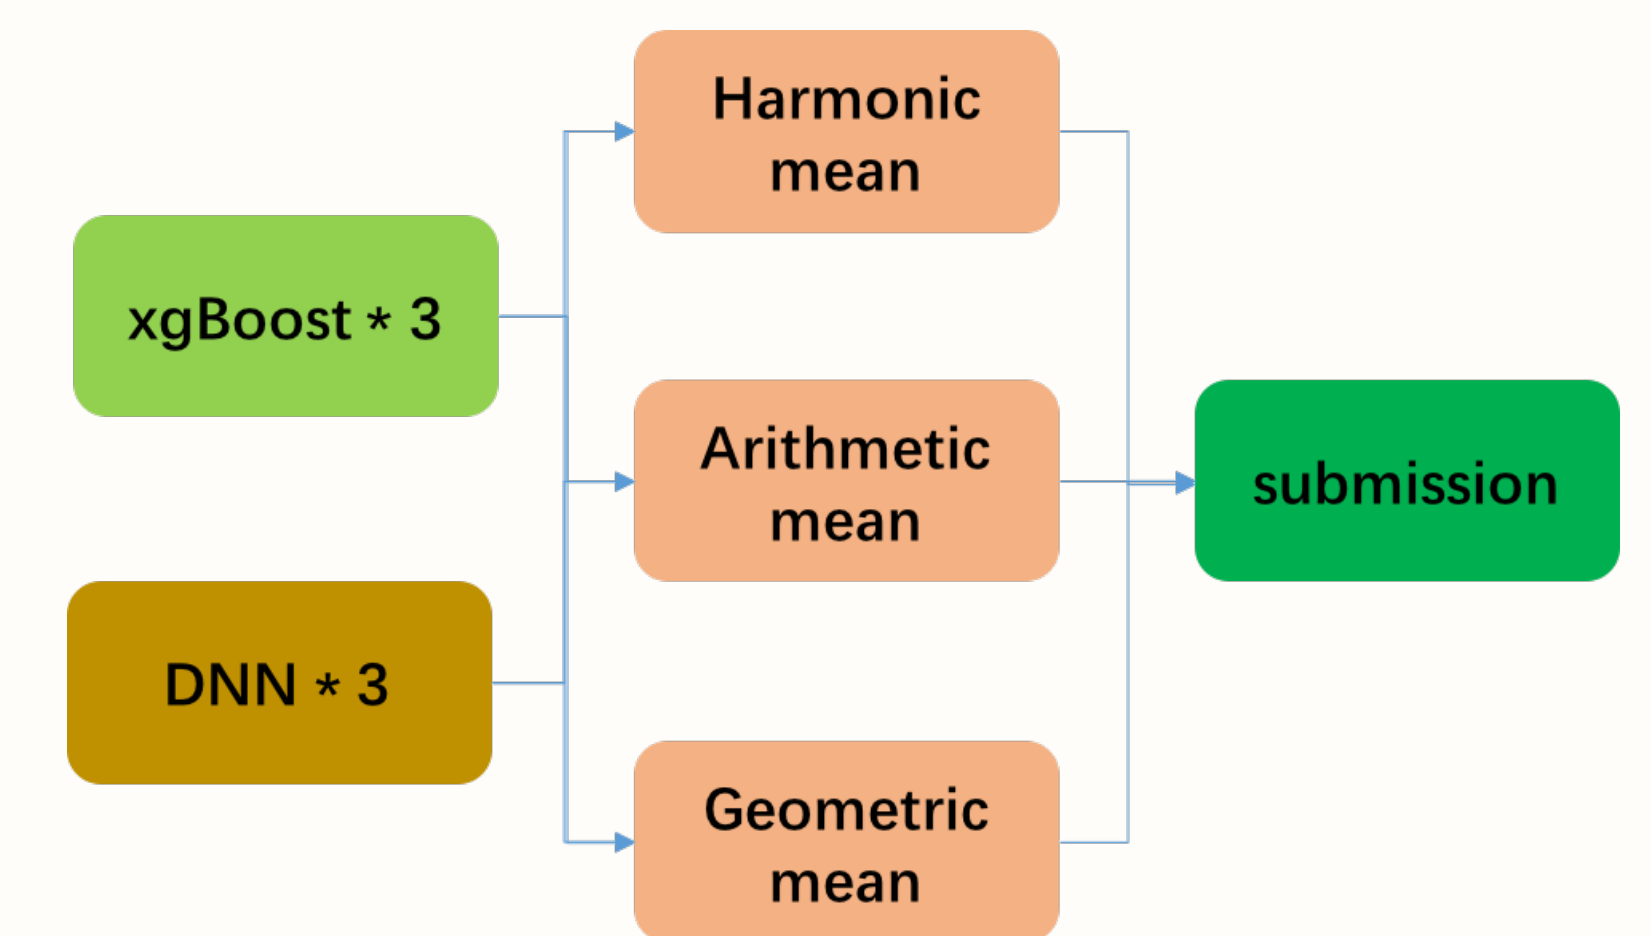 Harmonic
mean
xgBoost * 3
Arithmetic
mean
submission
DNN * 3
Geometric
mean